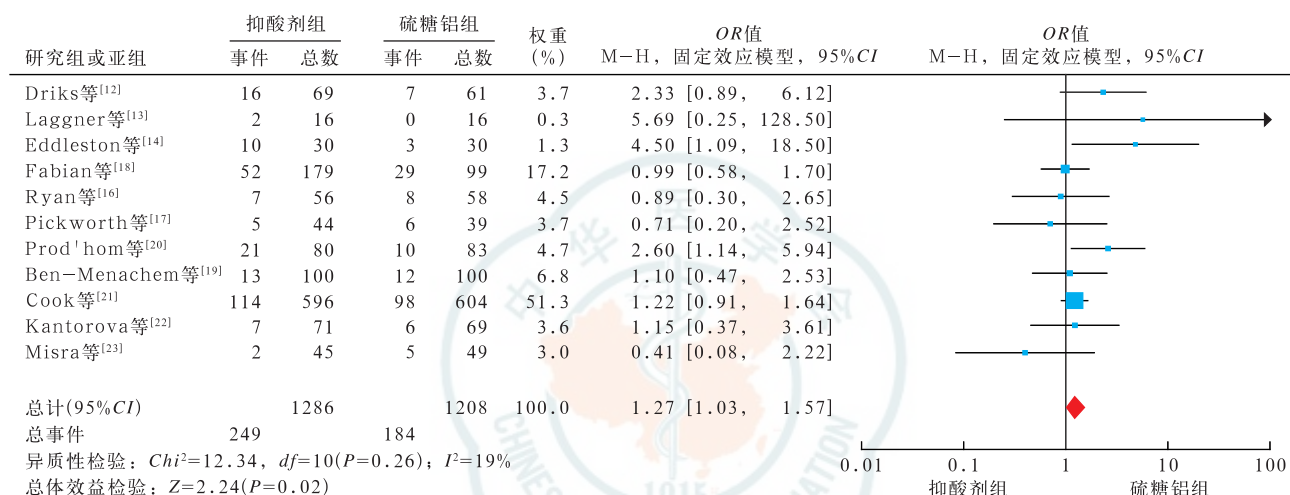 抑酸剂组 硫糖铝组 权重 OR值 OR值
研究组或亚组 事件 总数 事件 总数 (%) M-H, 固定效应模型, 95%CI M-H, 固定效应模型, 95%CI
Driks等[12] 16 69 7 61 3.7 2.33 [0.89, 6.12]
Laggner等[13] 2 16 0 16 0.3 5.69 [0.25, 128.50]
Eddleston等[14] 10 30 3 30 1.3 4.50 [1.09, 18.50]
Fabian等[18] 52 179 29 99 17.2 0.99 [0.58, 1.70]
Ryan等[16] 7 56 8 58 4.5 0.89 [0.30, 2.65]
Pickworth等[17] 5 44 6 39 3.7 0.71 [0.20, 2.52]
Prod'hom等[20] 21 80 10 83 4.7 2.60 [1.14, 5.94]
Ben-Menachem等[19] 13 100 12 100 6.8 1.10 [0.47, 2.53]
Cook等[21] 114 596 98 604 51.3 1.22 [0.91, 1.64]
Kantorova等[22] 7 71 6 69 3.6 1.15 [0.37, 3.61]
Misra等[23] 2 45 5 49 3.0 0.41 [0.08, 2.22]
总计(95%CI) 1286 1208 100.0 1.27 [1.03, 1.57]
总事件 249 184
异质性检验: Chi²=12.34, df=10(P=0.26); I²=19%
总体效益检验: Z=2.24(P=0.02)
0.01 0.1 1 10 100
抑酸剂组 硫糖铝组
中华医学会
1915